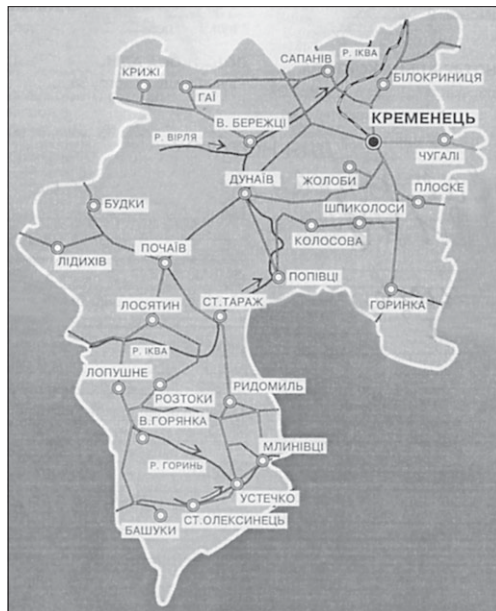 САПАНІВ
Р. ІКВА
КРИЖІ
ГАЇ
БІЛОКРИНИЦЯ
В. БЕРЕЖЦІ
КРЕМЕНЕЦЬ
Р. ВІРЛЯ
ЧУГАЛІ
ДУНАЇВ
ЖОЛОБИ
ПЛОСКЕ
БУДКИ
ШПИКОЛОСИ
КОЛОСОВА
ЛІДИХІВ
ПОЧАЇВ
ПОПІВЦІ
ЛОСЯТИН
СТ.ТАРАЖ
ГОРИНКА
Р. ІКВА
ЛОПУШНЕ
РОЗТОКИ
РИДОМИЛЬ
В.ГОРЯНКА
МЛИНІВЦІ
Р. ГОРИНЬ
УСТЕЧКО
СТ.ОЛЕКСИНЕЦЬ
БАШУКИ